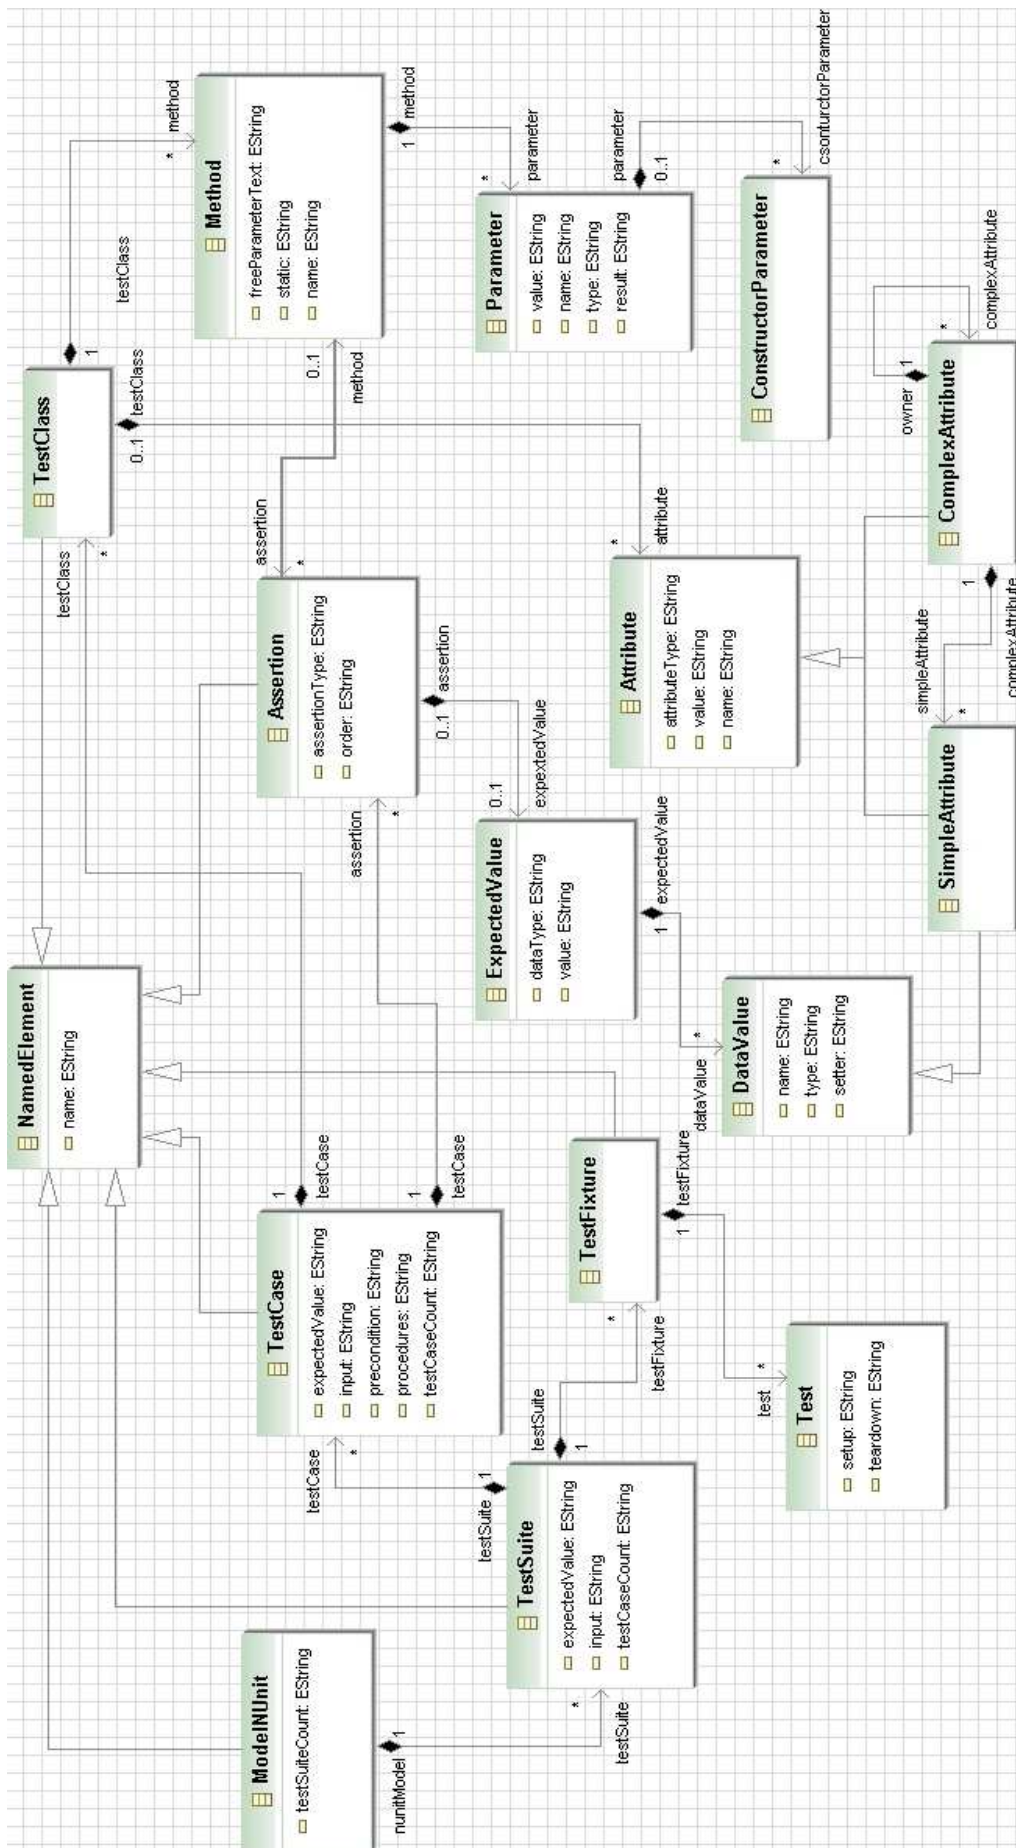 NamedElement
name: EString
TestClass
testClass
*
testClass
0..1
1
testClass
method
*
Method
freeParameterText: EString
static: EString
name: EString
method
1
0..1
method
ModelNUnit
testSuiteCount: EString
nunitModel
1
TestCase
expectedValue: EString
input: EString
precondition: EString
procedures: EString
testCaseCount: EString
1
testCase
1
testCase
testCase
*
Assertion
assertionType: EString
order: EString
assertion
*
assertion
*
assertion
0..1
Parameter
value: EString
name: EString
type: EString
result: EString
*
parameter
parameter
0..1
TestSuite
expectedValue: EString
input: EString
testCaseCount: EString
testSuite
1
testSuite
1
*
testSuite
TestFixture
*
testFixture
testFixture
1
ExpectedValue
dataType: EString
value: EString
0..1
expextedValue
expectedValue
1
Attribute
attributeType: EString
value: EString
name: EString
*
attribute
ConstructorParameter
*
csonturctorParameter
Test
setup: EString
teardown: EString
test
*
DataValue
name: EString
type: EString
setter: EString
dataValue
*
SimpleAttribute
simpleAttribute
*
ComplexAttribute
1
complexAttribute
owner
1
*
complexAttribute